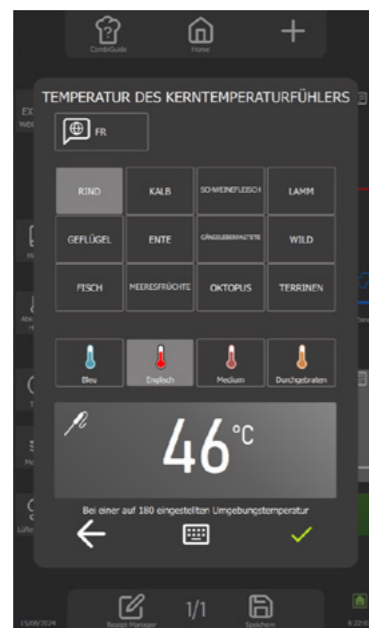 CombiGuide
Home
TEMPERATUR DES KERNTEMPERATURFÜHLERS
FR
RIND
KALB
SCHWEINEFLEISCH
LAMM
GEFLÜGEL
ENTE
GÄNSELEBERPASTETE
WILD
FISCH
MEERESFRÜCHTE
OKTOPUS
TERRINEN
Bleu
Englisch
Medium
Durchgebraten
46°C
Bei einer auf 180 eingestellten Umgebungstemperatur
1/1
Rezept Manager
Speichern
15/08/2024